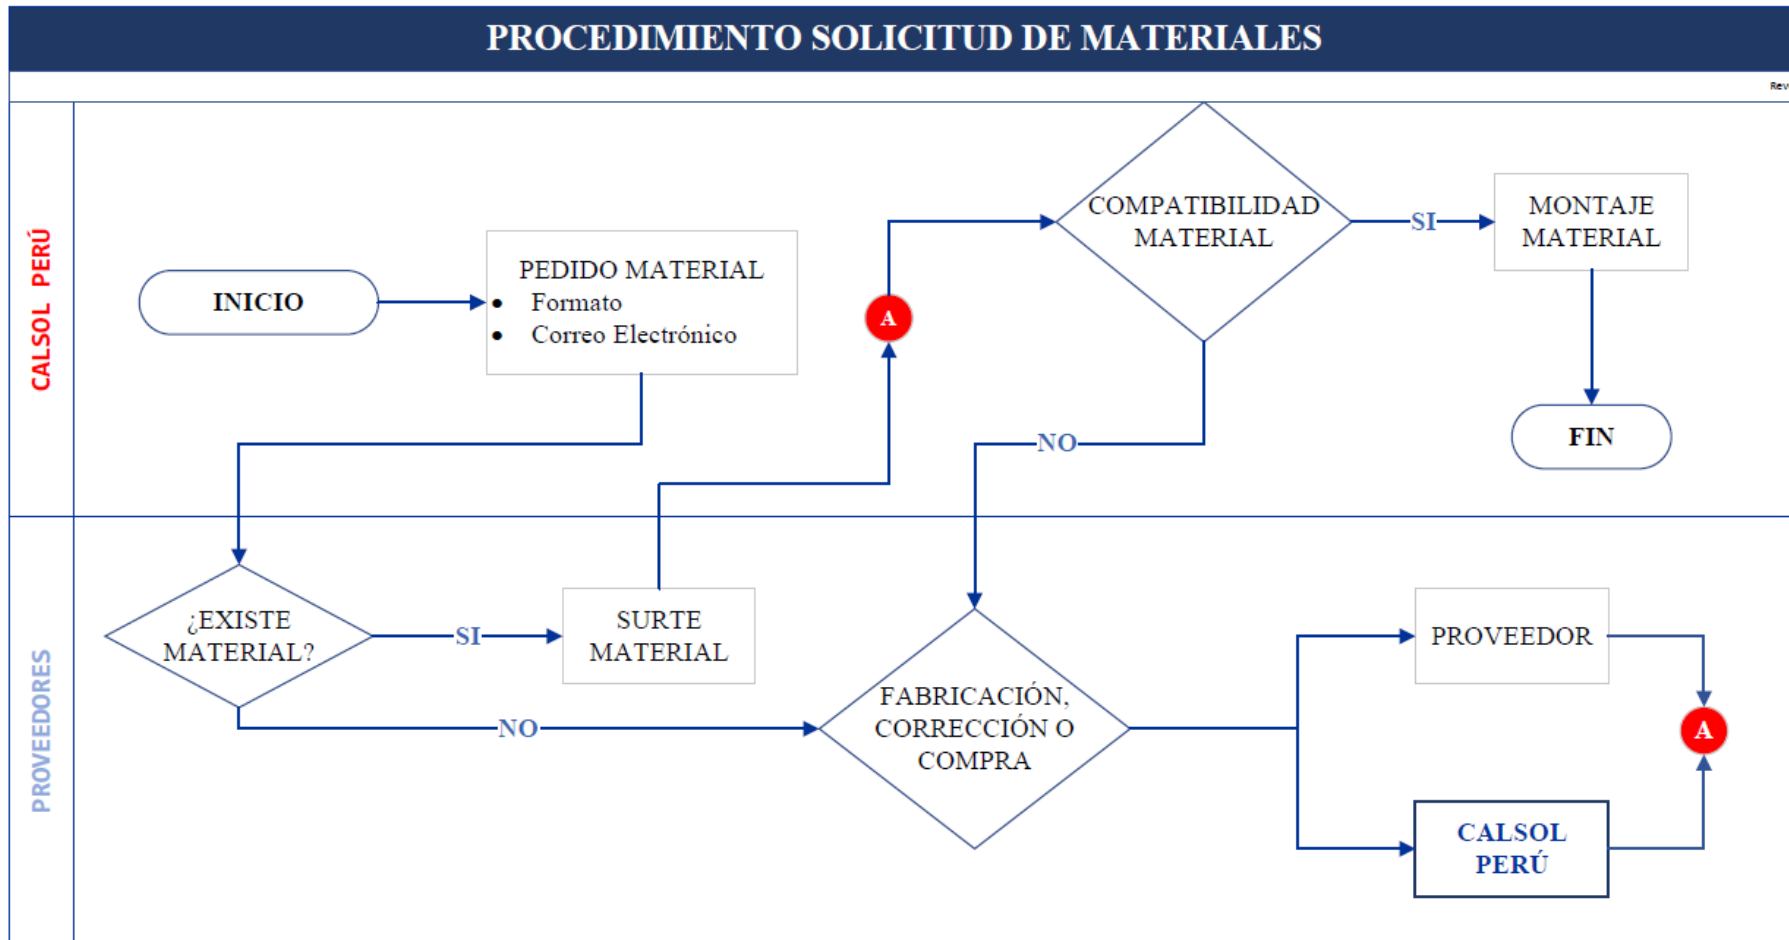 PROCEDIMIENTO SOLICITUD DE MATERIALES
Rev
CALSOL PERÚ
INICIO
PEDIDO MATERIAL
• Formato
• Correo Electrónico
A
COMPATIBILIDAD
MATERIAL
SI
MONTAJE
MATERIAL
FIN
NO
PROVEEDORES
¿EXISTE
MATERIAL?
SI
SURTE
MATERIAL
NO
FABRICACIÓN,
CORRECCIÓN O
COMPRA
PROVEEDOR
A
CALSOL
PERÚ